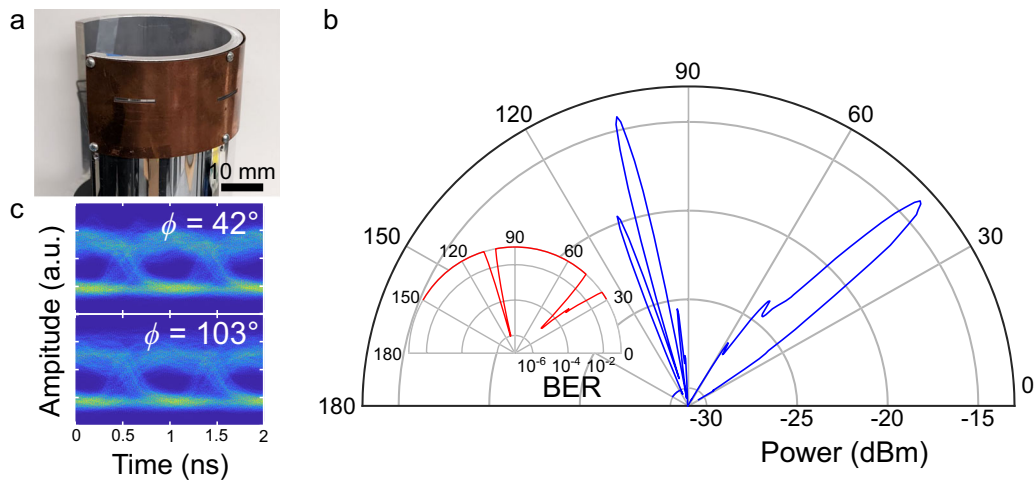 a
10 mm
b
180
150
120
90
60
30
0
-30
-25
-20
-15
Power (dBm)
180
150
120
90
60
30
0
10⁻⁶
10⁻⁴
10⁻²
BER
c
ϕ = 42°
ϕ = 103°
Amptitude (a.u.)
0
0.5
1
1.5
2
Time (ns)